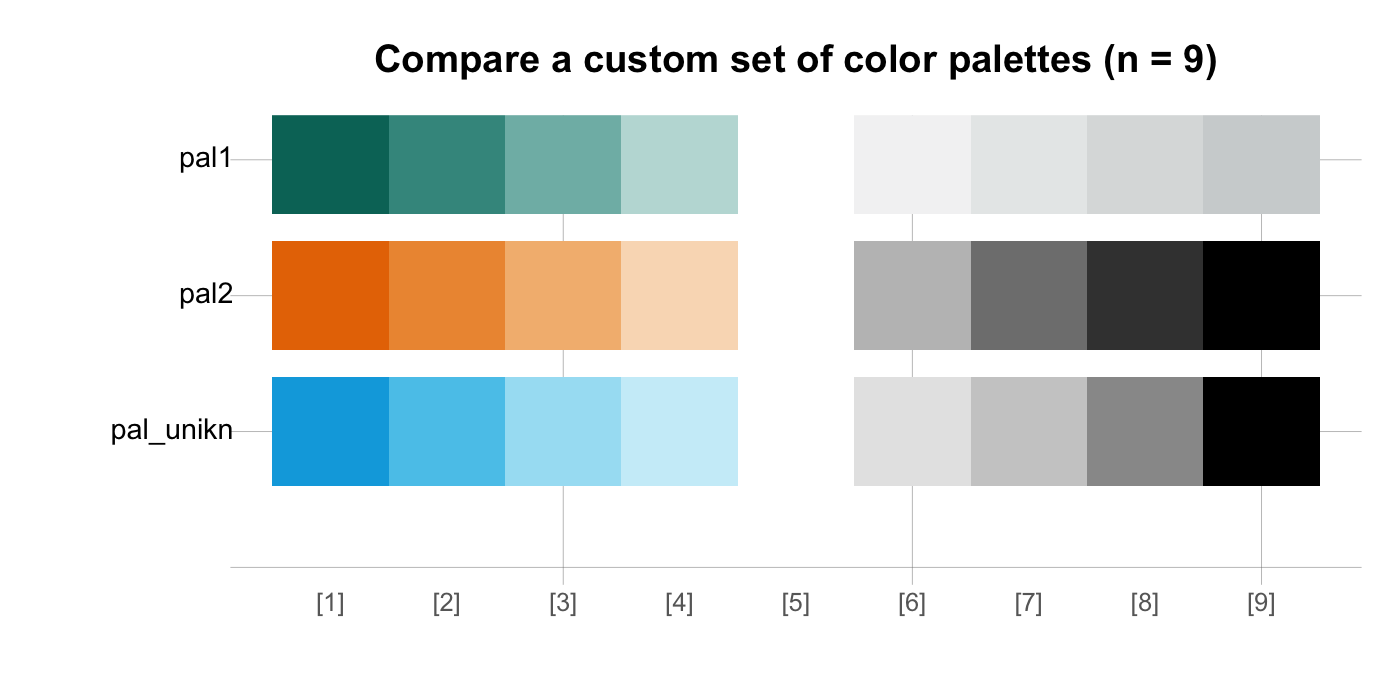 Compare a custom set of color palettes (n = 9)
pal1
pal2
pal_unikn
[1] [2] [3] [4] [5] [6] [7] [8] [9]